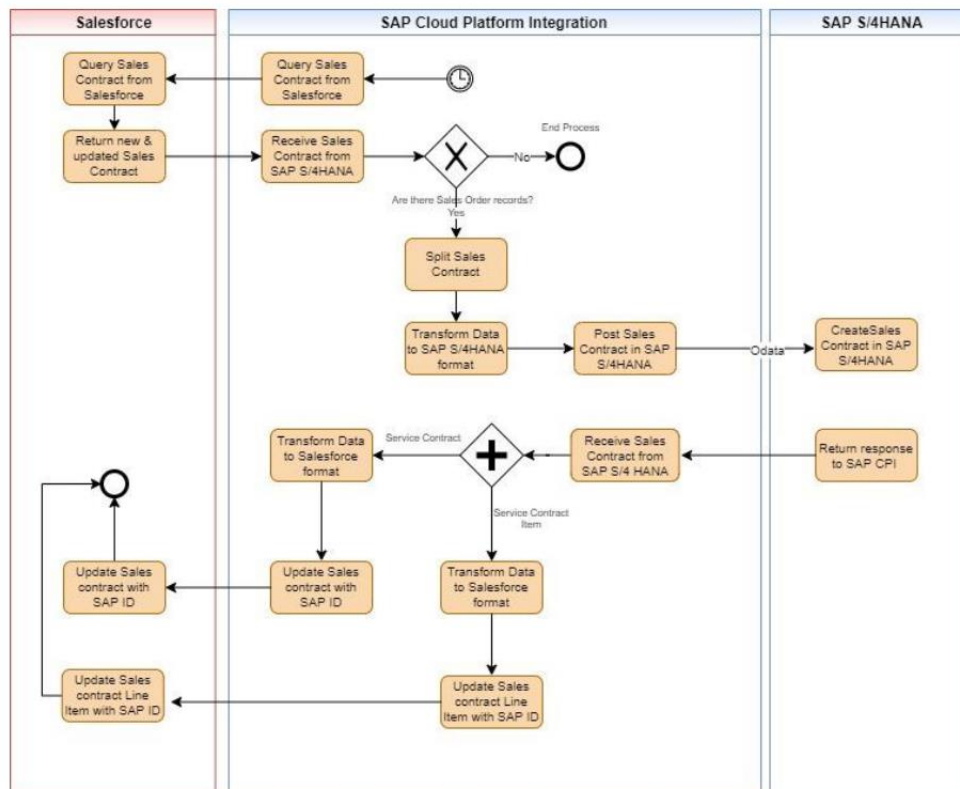 Salesforce
SAP Cloud Platform Integration
SAP S/4HANA
Query Sales
Contract from
Salesforce
Query Sales
Contract from
Salesforce
Return new &
updated Sales
Contract
Receive Sales
Contract from
SAP S/4HANA
No
End Process
Are there Sales Order records?
Yes
Split Sales
Contract
Transform Data
to SAP S/4HANA
format
Post Sales
Contract in SAP
S/4HANA
Odata
CreateSales
Contract in SAP
S/4HANA
Transform Data
to Salesforce
format
Service Contract
Receive Sales
Contract from
SAP S/4 HANA
Return response
to SAP CPI
Service Contract
Item
Update Sales
contract with
SAP ID
Update Sales
contract with
SAP ID
Transform Data
to Salesforce
format
Update Sales
contract Line
Item with SAP ID
Update Sales
contract Line
Item with SAP ID